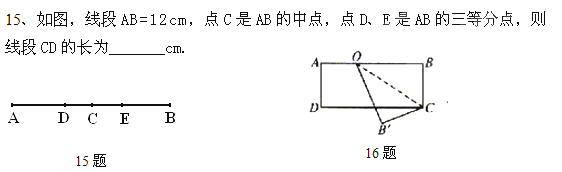 15、如图，线段AB=12cm，点C是AB的中点，点D、E是AB的三等分点，则
线段CD的长为______cm.
A O B
D C
B′
A D C E B
15题 16题